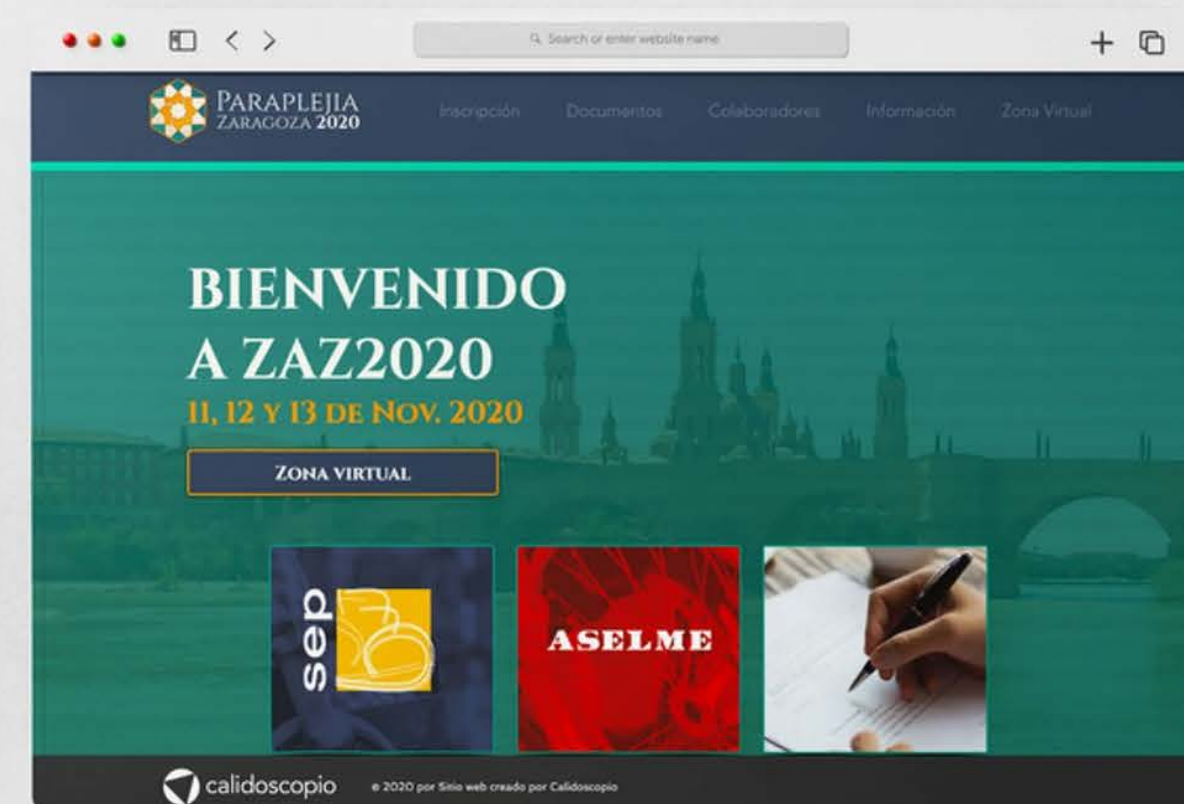 Search or enter website name
PARAPLEJIA
ZARAGOZA 2020
Inscripción Documentos Colaboradores Información Zona Virtual
BIENVENIDO
A ZAZ2020
11, 12 Y 13 DE NOV. 2020
ZONA VIRTUAL
sep
ASELME
calidoscopio © 2020 por Sitio web creado por Calidoscopio